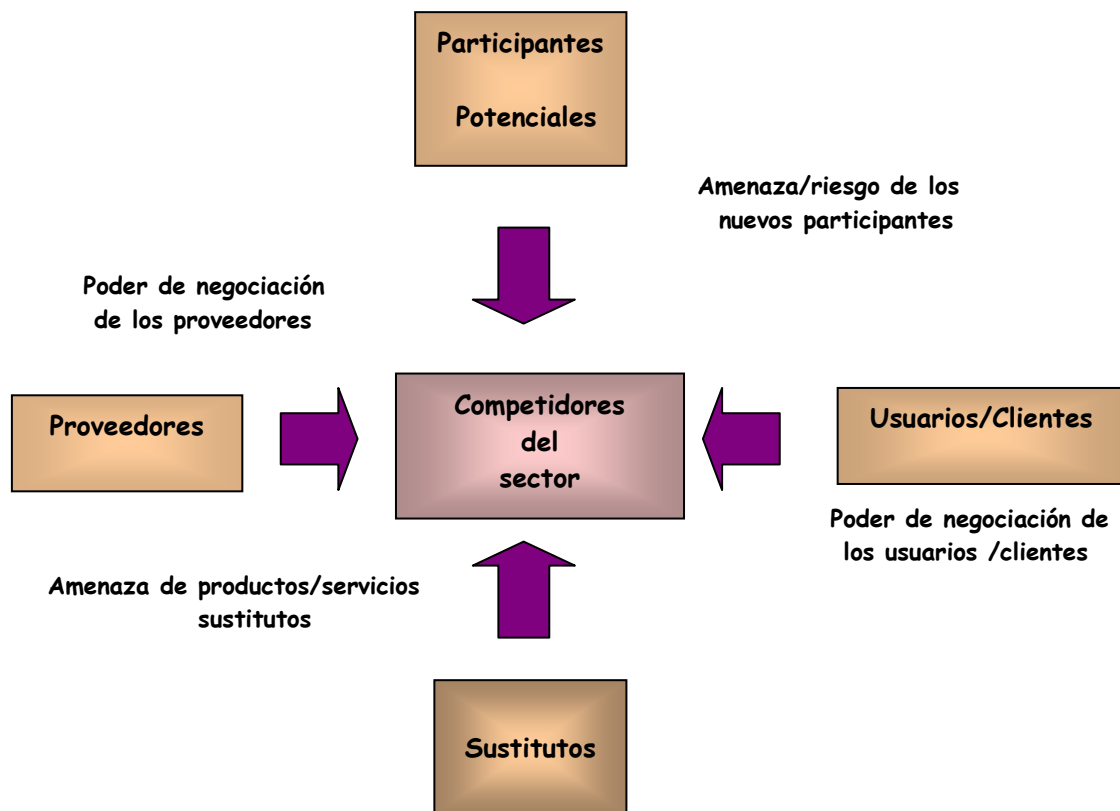 Participantes
Potenciales
Amenaza/riesgo de los
nuevos participantes
Poder de negociación
de los proveedores
Proveedores
Competidores
del
sector
Usuarios/Clientes
Poder de negociación de
los usuarios /clientes
Amenaza de productos/servicios
sustitutos
Sustitutos